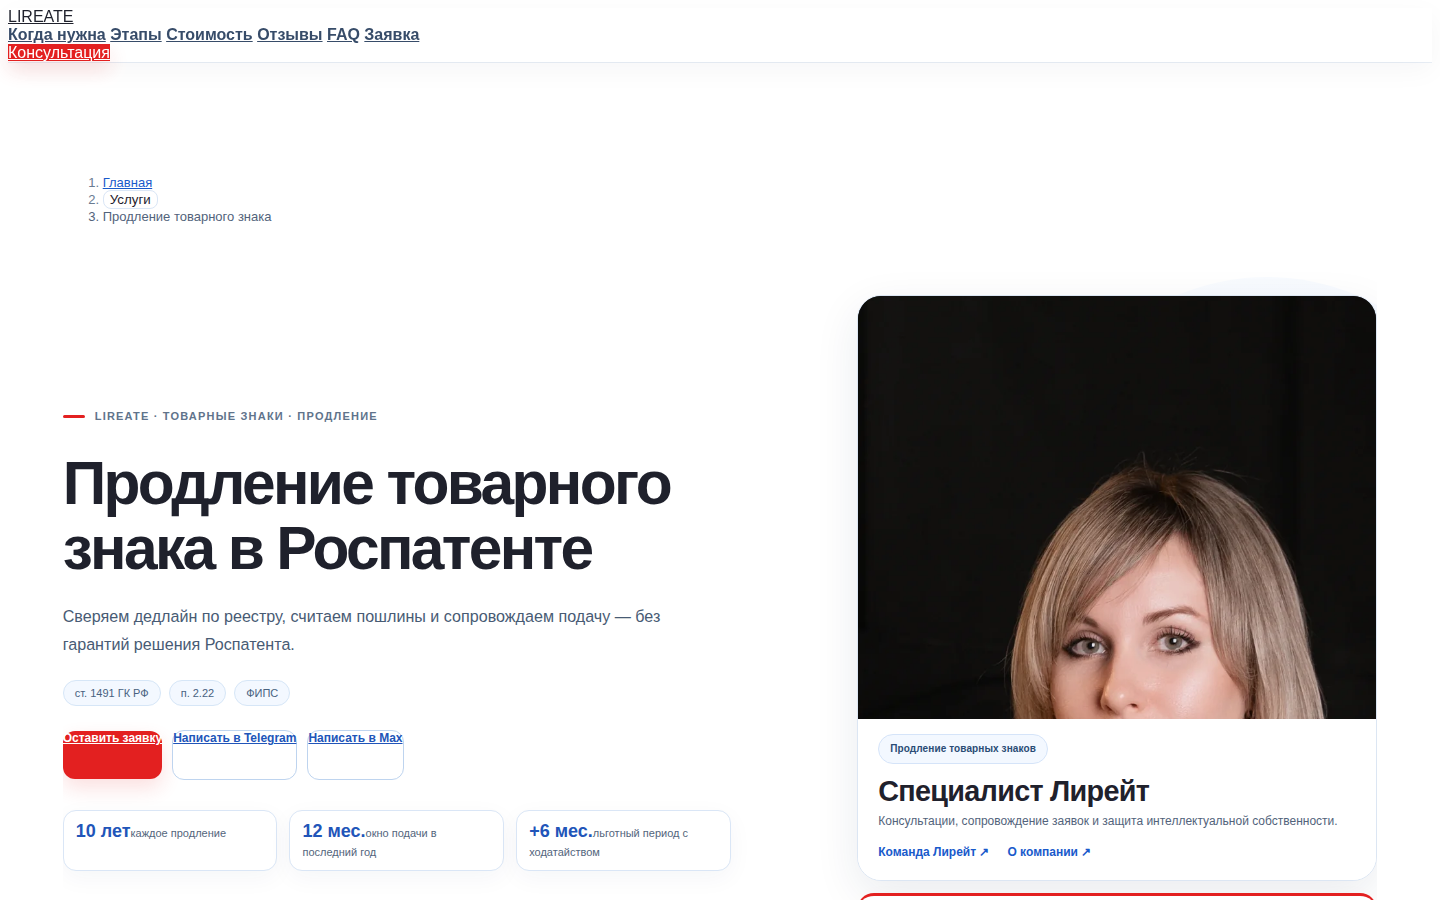 LIREATE
Когда нужна Этапы Стоимость Отзывы FAQ Заявка
Консультация
1. Главная
2. Услуги
3. Продление товарного знака
LIREATE · ТОВАРНЫЕ ЗНАКИ · ПРОДЛЕНИЕ
Продление товарного
знака в Роспатенте
Сверяем дедлайн по реестру, считаем пошлины и сопровождаем подачу — без
гарантий решения Роспатента.
ст. 1491 ГК РФ п. 2.22 ФИПС
Оставить заявку Написать в Telegram Написать в Max
10 лет каждое продление
12 мес. окно подачи в
последний год
+6 мес. льготный период с
ходатайством
Продление товарных знаков
Специалист Лирейт
Консультации, сопровождение заявок и защита интеллектуальной собственности.
Команда Лирейт ↗ О компании ↗